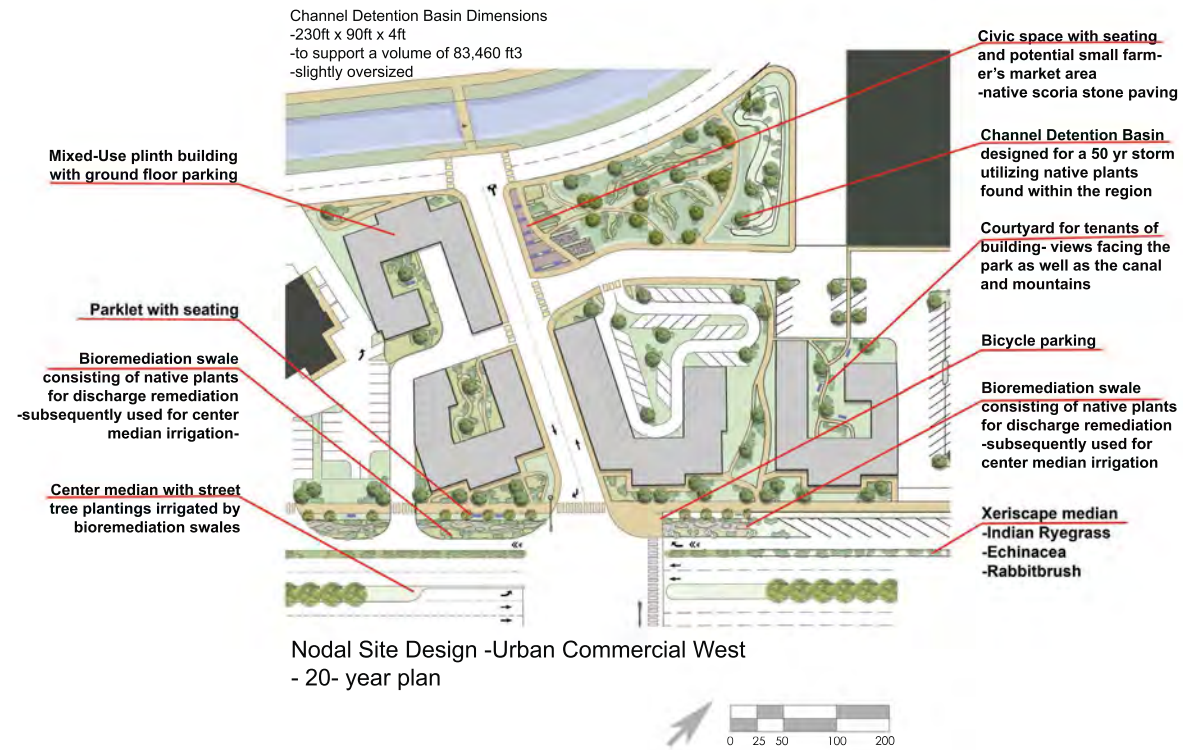 Channel Detention Basin Dimensions
-230ft x 90ft x 4ft
-to support a volume of 83,460 ft3
-slightly oversized
Mixed-Use plinth building
with ground floor parking
Parklet with seating
Bioremediation swale
consisting of native plants
for discharge remediation
-subsequently used for center
median irrigation-
Center median with street
tree plantings irrigated by
bioremediation swales
Civic space with seating
and potential small farm-
er's market area
-native scoria stone paving
Channel Detention Basin
designed for a 50 yr storm
utilizing native plants
found within the region
Courtyard for tenants of
building- views facing the
park as well as the canal
and mountains
Bicycle parking
Bioremediation swale
consisting of native plants
for discharge remediation
-subsequently used for
center median irrigation
Xeriscape median
-Indian Ryegrass
-Echinacea
-Rabbitbrush
Nodal Site Design -Urban Commercial West
- 20- year plan
0 25 50 100 200